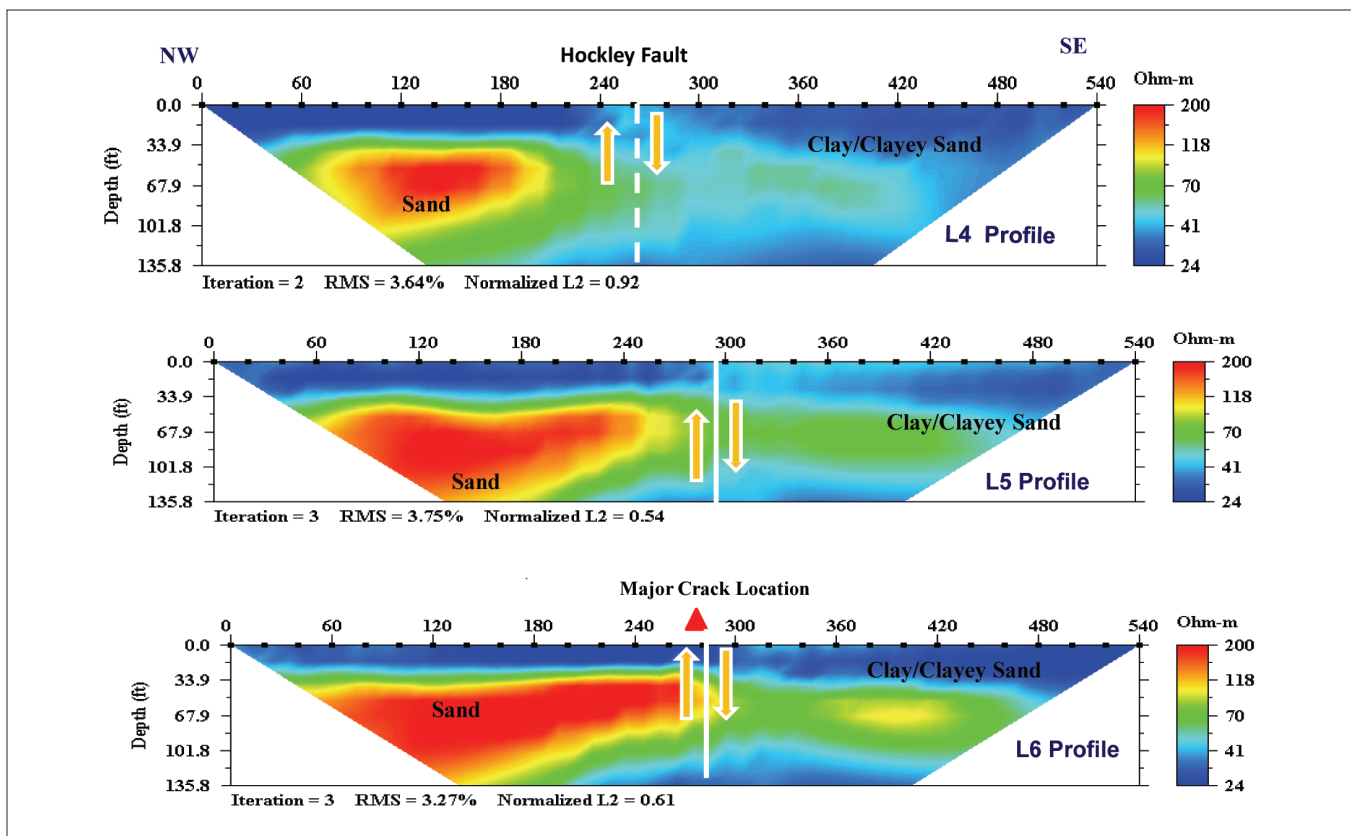 NW Hockley Fault SE
0 60 120 180 240 300 360 420 540 Ohm-m
0.0 200
33.9 Clay/Clayey Sand 118
67.9 70
Sand
101.8 L4 Profile 41
135.8 24
Depth (ft)
Iteration = 2 RMS = 3.64% Normalized L2 = 0.92
Ohm-m
0 60 120 180 240 300 360 420 480 540
0.0 200
33.9 118
67.9 Clay/Clayey Sand 70
101.8 Sand L5 Profile 41
135.8 24
Depth (ft)
Iteration = 3 RMS = 3.75% Normalized L2 = 0.54
Major Crack Location
Ohm-m
0 60 120 180 240 300 360 420 480 540
0.0 200
Clay/Clayey Sand
33.9 118
67.9 Sand 70
101.8 L6 Profile 41
135.8 24
Depth (ft)
Iteration = 3 RMS = 3.27% Normalized L2 = 0.61